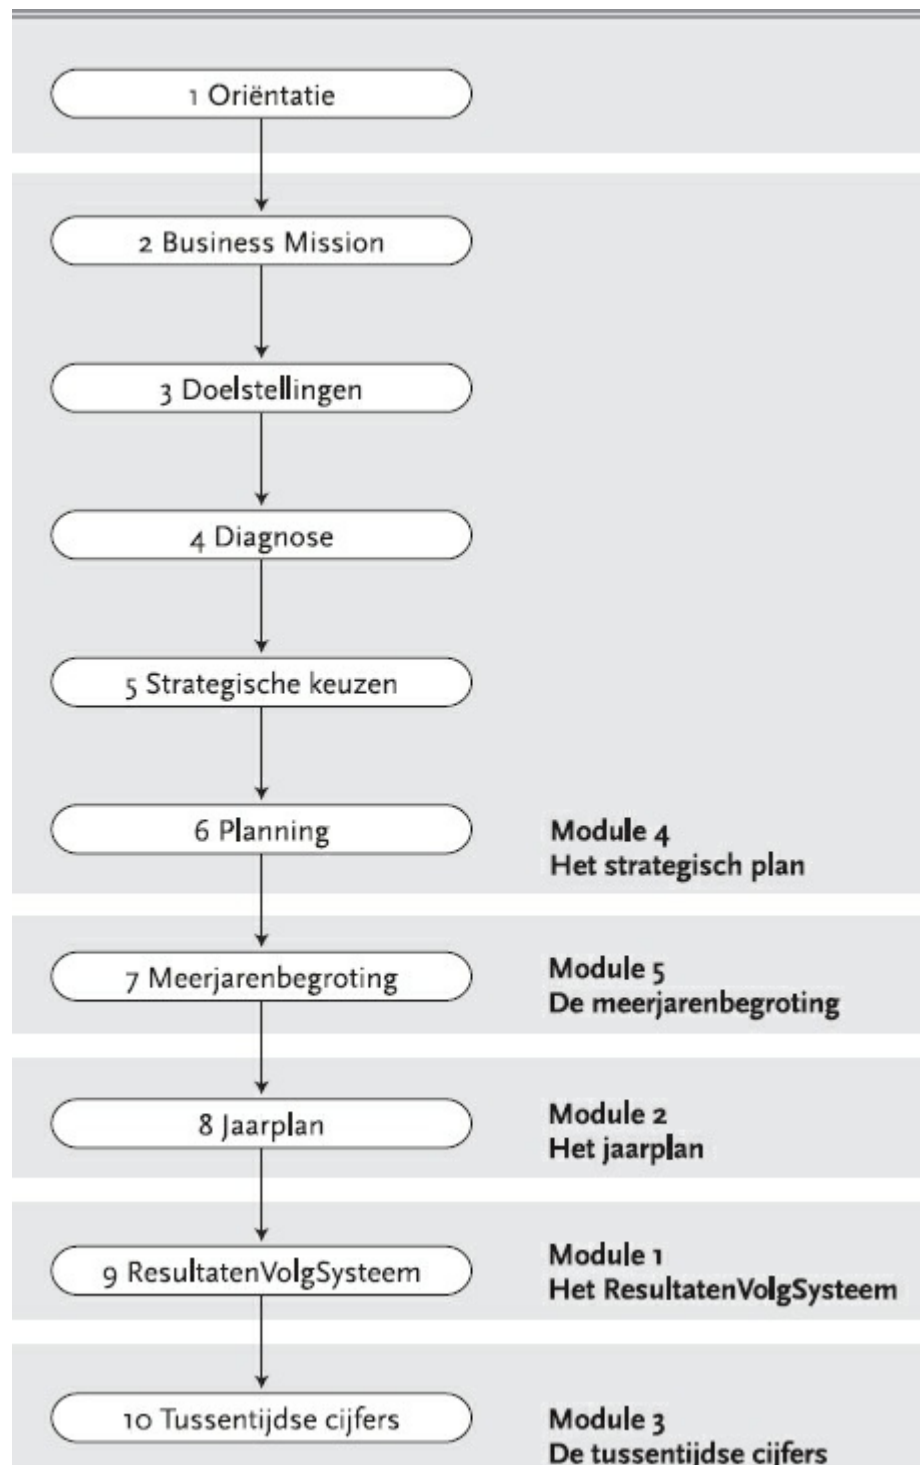 1 Oriëntatie
2 Business Mission
3 Doelstellingen
4 Diagnose
5 Strategische keuzen
6 Planning
Module 4
Het strategisch plan
7 Meerjarenbegroting
Module 5
De meerjarenbegroting
8 Jaarplan
Module 2
Het jaarplan
9 ResultatenVolgSysteem
Module 1
Het ResultatenVolgSysteem
10 Tussentijdse cijfers
Module 3
De tussentijdse cijfers